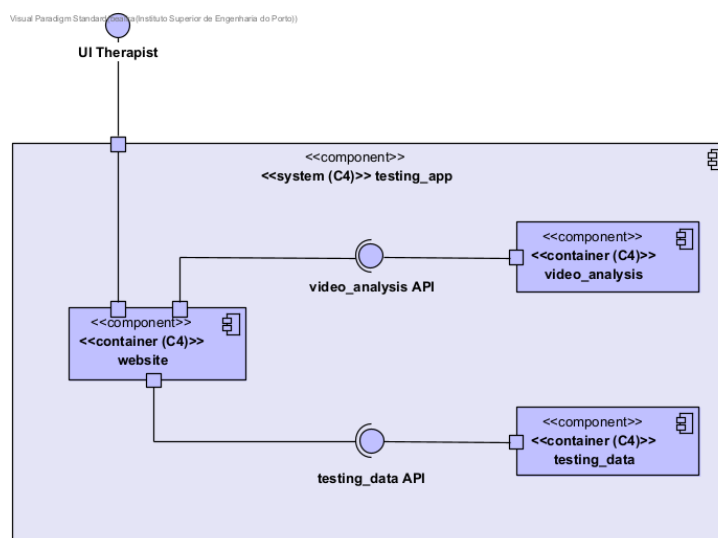 Visual Paradigm Standard (Instituto Superior de Engenharia do Porto))
UI Therapist
<<component>>
<<system (C4)>> testing_app
<<component>>
<<container (C4)>>
video_analysis
video_analysis API
<<component>>
<<container (C4)>>
website
<<component>>
<<container (C4)>>
testing_data
testing_data API